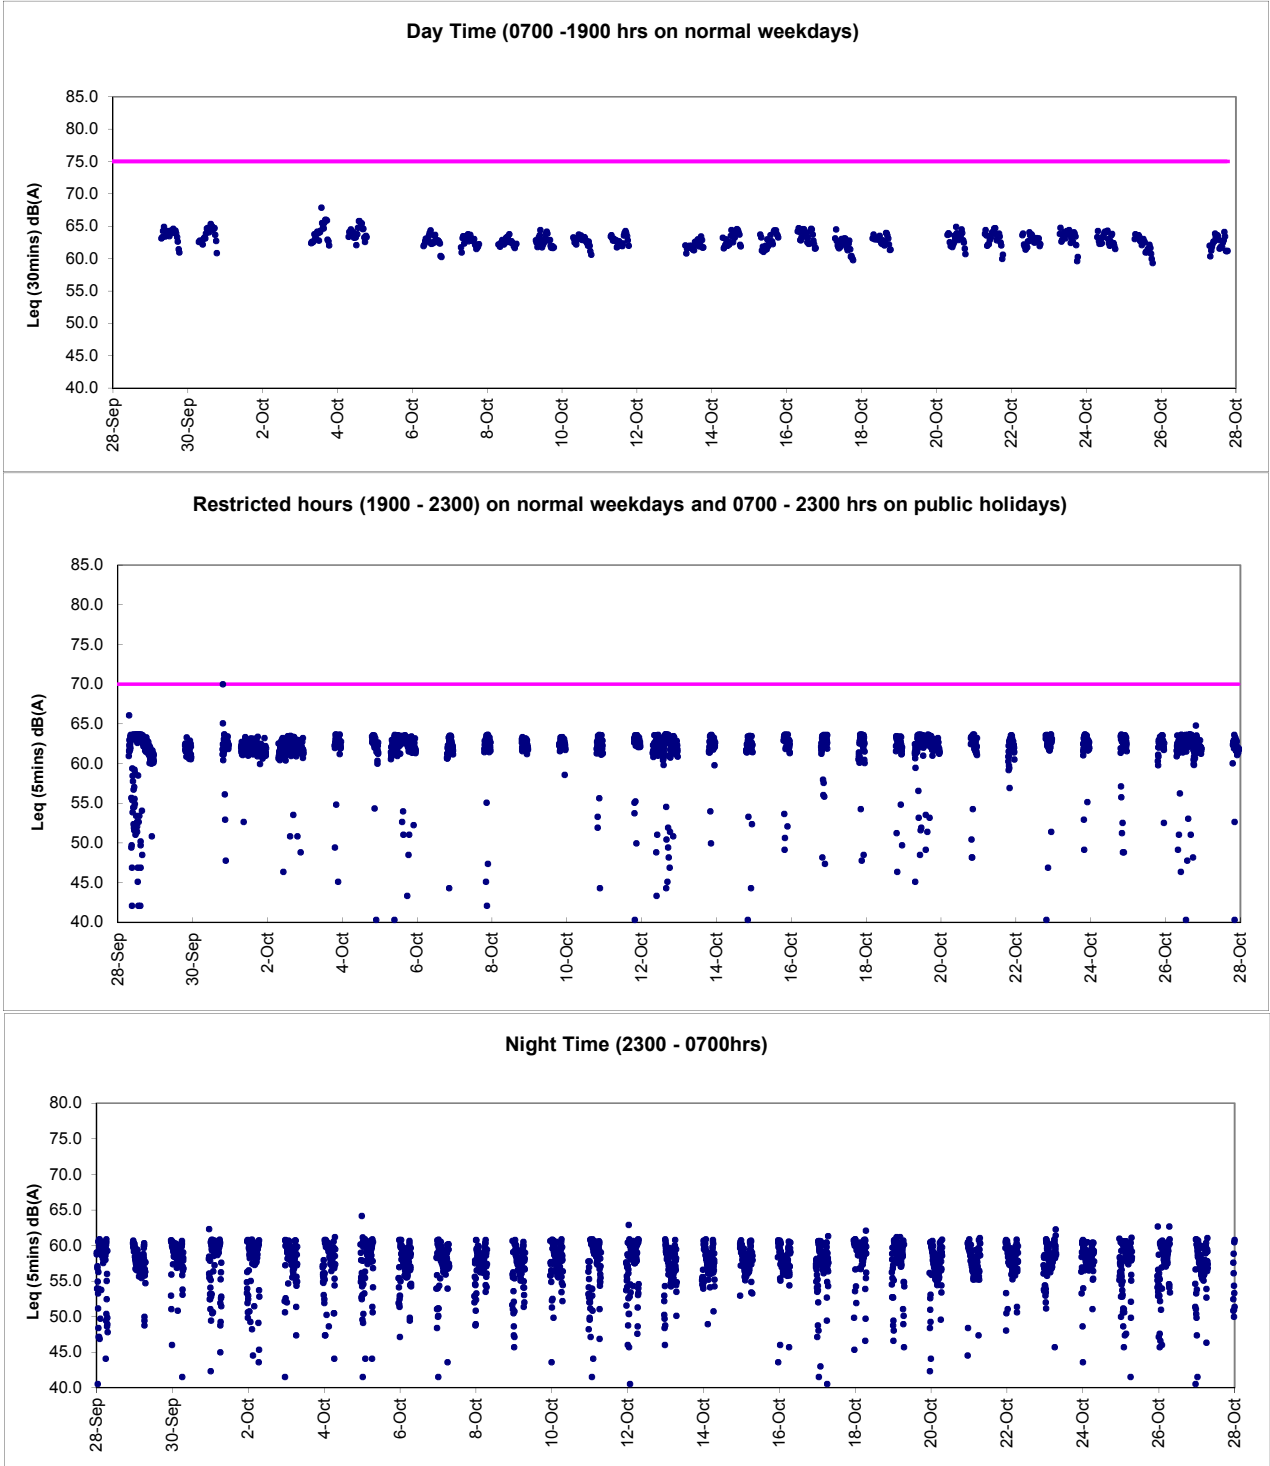 Day Time (0700 -1900 hrs on normal weekdays)
85.0
80.0
75.0
70.0
65.0
60.0
55.0
50.0
45.0
40.0
Leq (30mins) dB(A)
28-Sep
30-Sep
2-Oct
4-Oct
6-Oct
8-Oct
10-Oct
12-Oct
14-Oct
16-Oct
18-Oct
20-Oct
22-Oct
24-Oct
26-Oct
28-Oct
Restricted hours (1900 - 2300) on normal weekdays and 0700 - 2300 hrs on public holidays)
85.0
80.0
75.0
70.0
65.0
60.0
55.0
50.0
45.0
40.0
Leq (5mins) dB(A)
28-Sep
30-Sep
2-Oct
4-Oct
6-Oct
8-Oct
10-Oct
12-Oct
14-Oct
16-Oct
18-Oct
20-Oct
22-Oct
24-Oct
26-Oct
28-Oct
Night Time (2300 - 0700hrs)
80.0
75.0
70.0
65.0
60.0
55.0
50.0
45.0
40.0
Leq (5mins) dB(A)
28-Sep
30-Sep
2-Oct
4-Oct
6-Oct
8-Oct
10-Oct
12-Oct
14-Oct
16-Oct
18-Oct
20-Oct
22-Oct
24-Oct
26-Oct
28-Oct